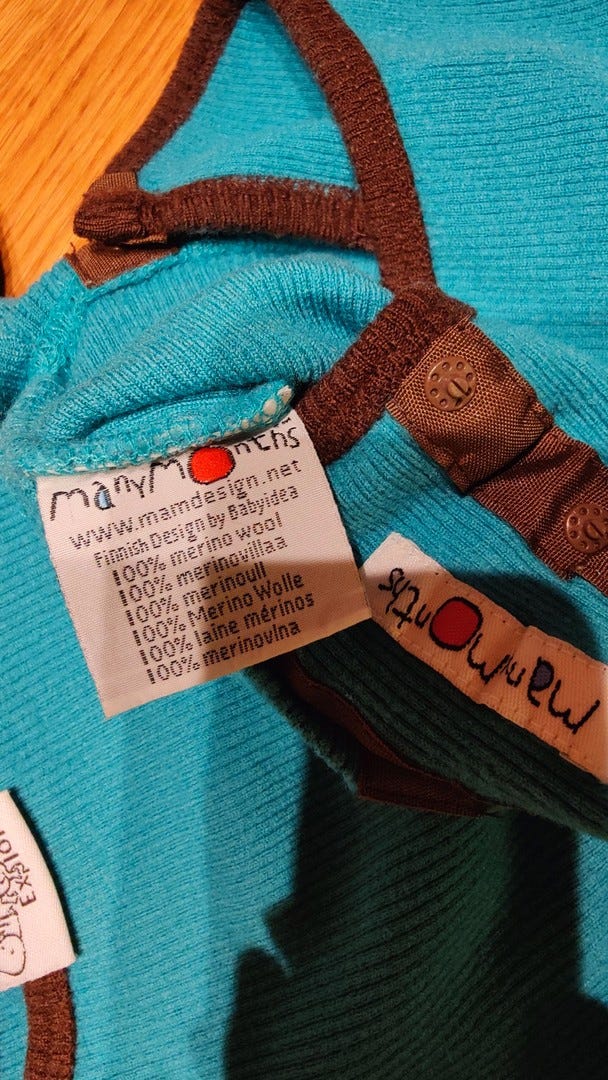 manyMonths
www.mamdesign.net
Finnish Design by Babyidea
100% merino wool
100% merinovillaa
100% merinoull
100% Merino Wolle
100% laine mérinos
100% merinovlna
manyMonths